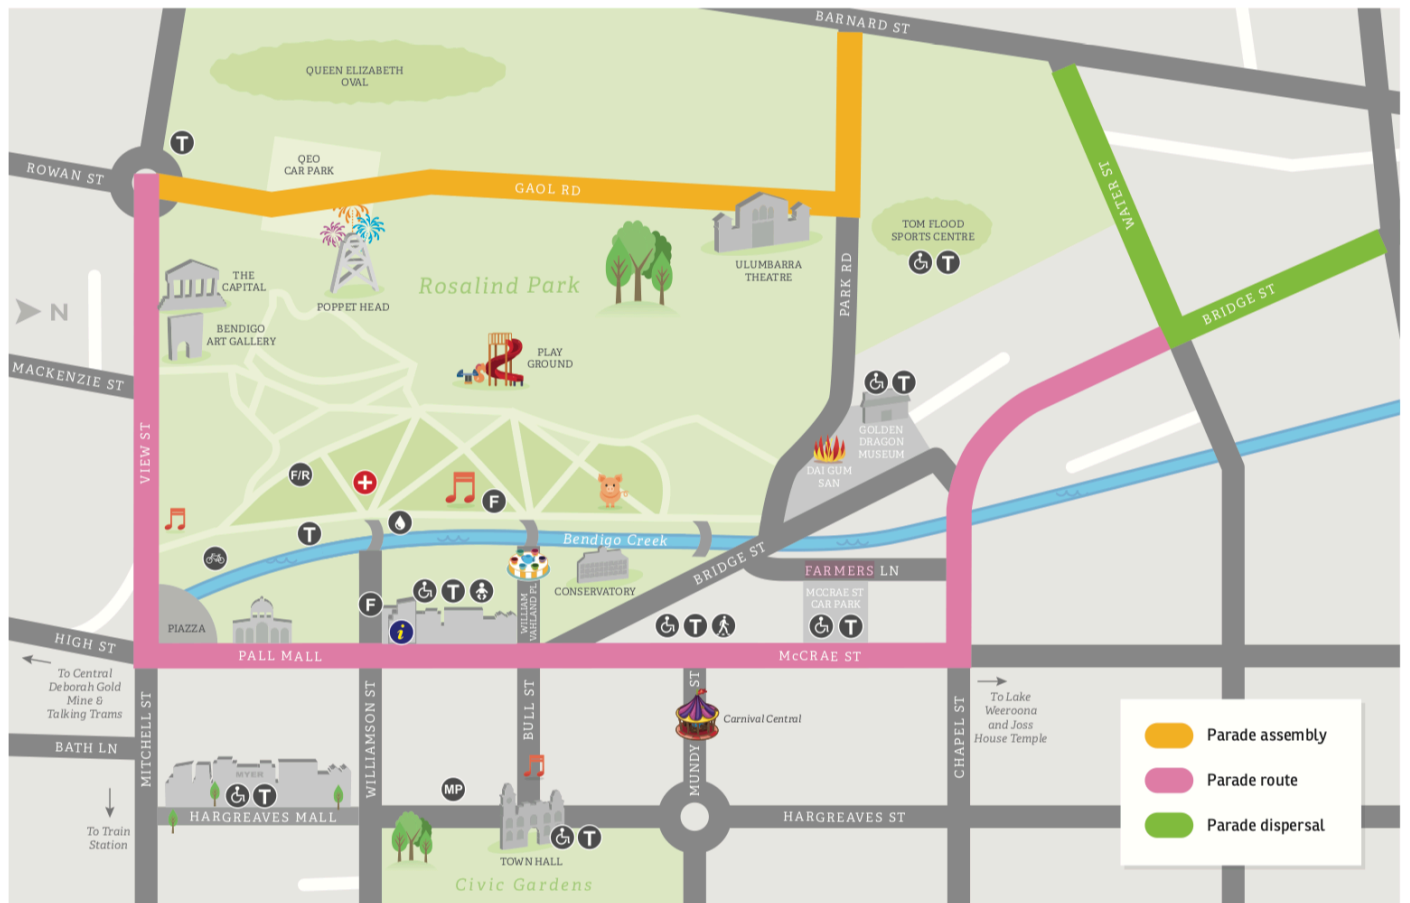 BARNARD ST
QUEEN ELIZABETH
OVAL
T
QEO
CAR PARK
ROWAN ST
GAOL RD
WATER ST
TOM FLOOD
SPORTS CENTRE
T
THE
CAPITAL
Rosalind Park
ULUMBARRA
THEATRE
PARK RD
BRIDGE ST
POPPET HEAD
N
BENDIGO
ART GALLERY
PLAY
GROUND
MACKENZIE ST
T
VIEW ST
GOLDEN
DRAGON
MUSEUM
DAI GUM
SAN
F/R
F
T
Bendigo Creek
BRIDGE ST
FARMERS LN
CONSERVATORY
T
F
i
WILLIAM
VAHLAND PL
MCCRAE ST
CAR PARK
T
T
PIAZZA
HIGH ST
PALL MALL
McCRAE ST
To Central
Deborah Gold
Mine &
Talking Trams
MITCHELL ST
WILLIAMSON ST
BULL ST
MUNDY ST
Carnival Central
CHAPEL ST
To Lake
Weeroona
and Joss
House Temple
BATH LN
MYER
T
MP
HARGREAVES MALL
HARGREAVES ST
To Train
Station
T
TOWN HALL
Civic Gardens
Parade assembly
Parade route
Parade dispersal